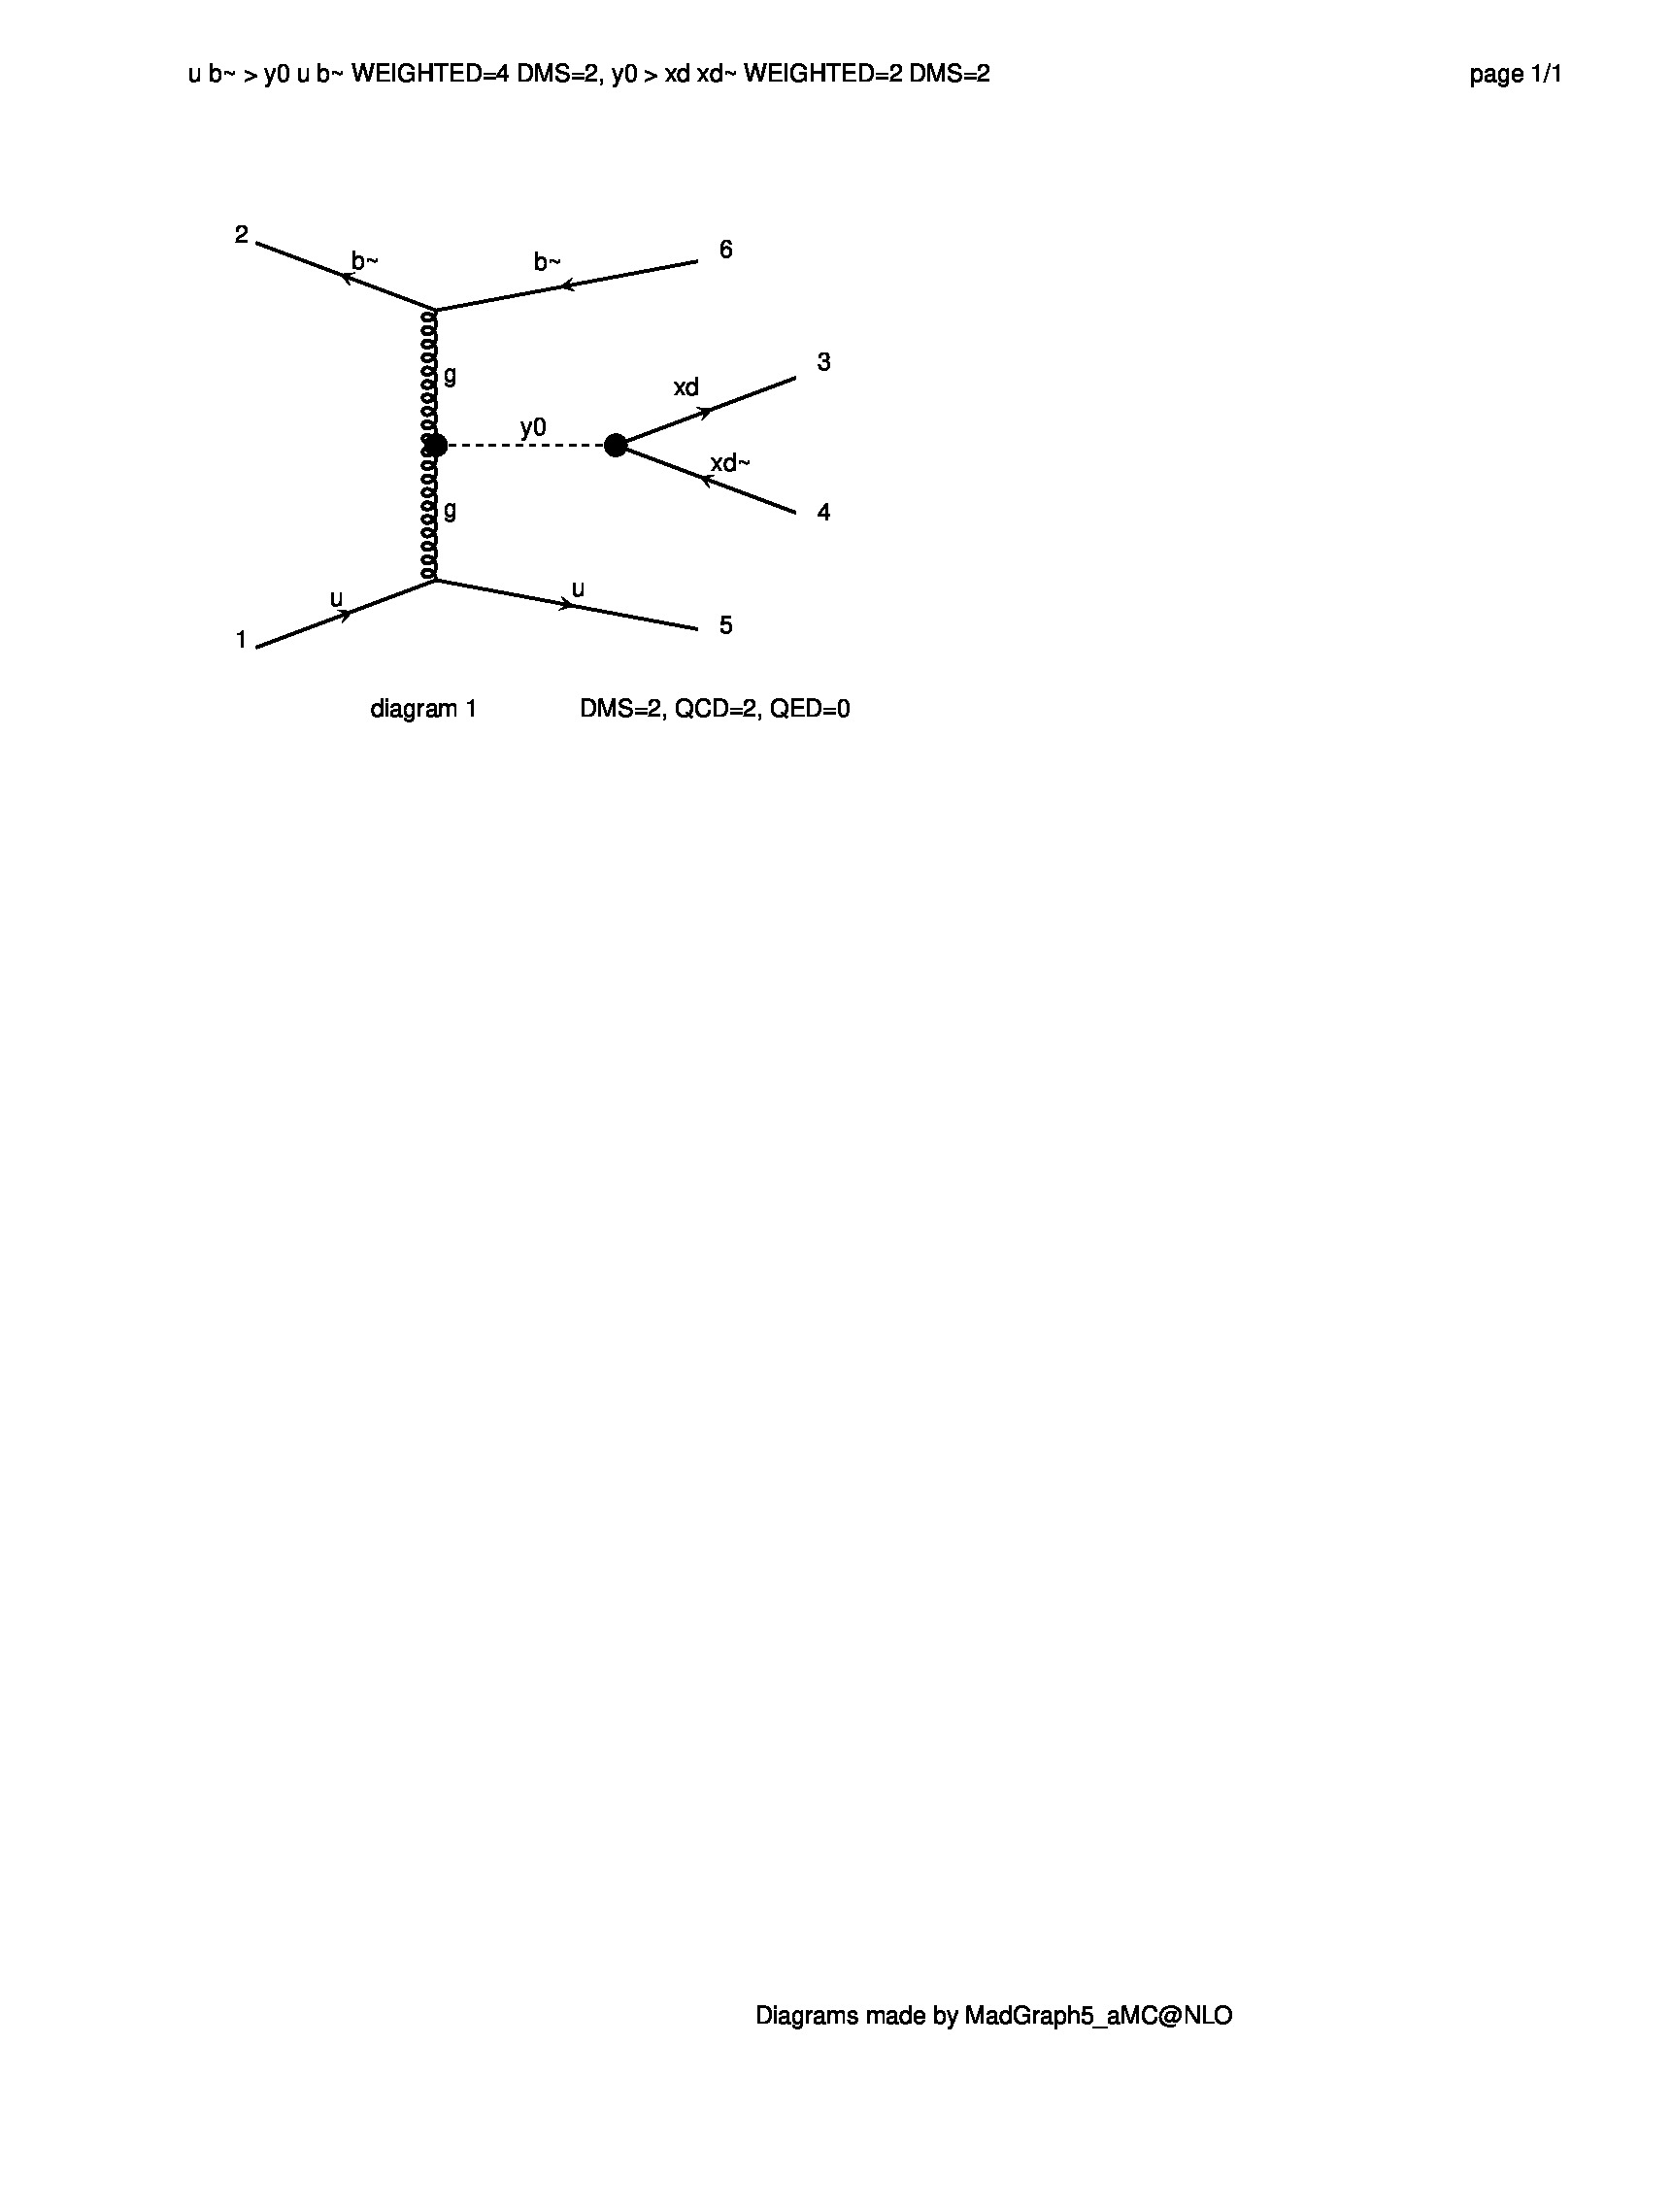 u b~ > y0 u b~ WEIGHTED=4 DMS=2, y0 > xd xd~ WEIGHTED=2 DMS=2 page 1/1
2
b~
b~
6
g
3
xd
y0
xd~
g
4
u
u
1
5
diagram 1 DMS=2, QCD=2, QED=0
Diagrams made by MadGraph5_aMC@NLO